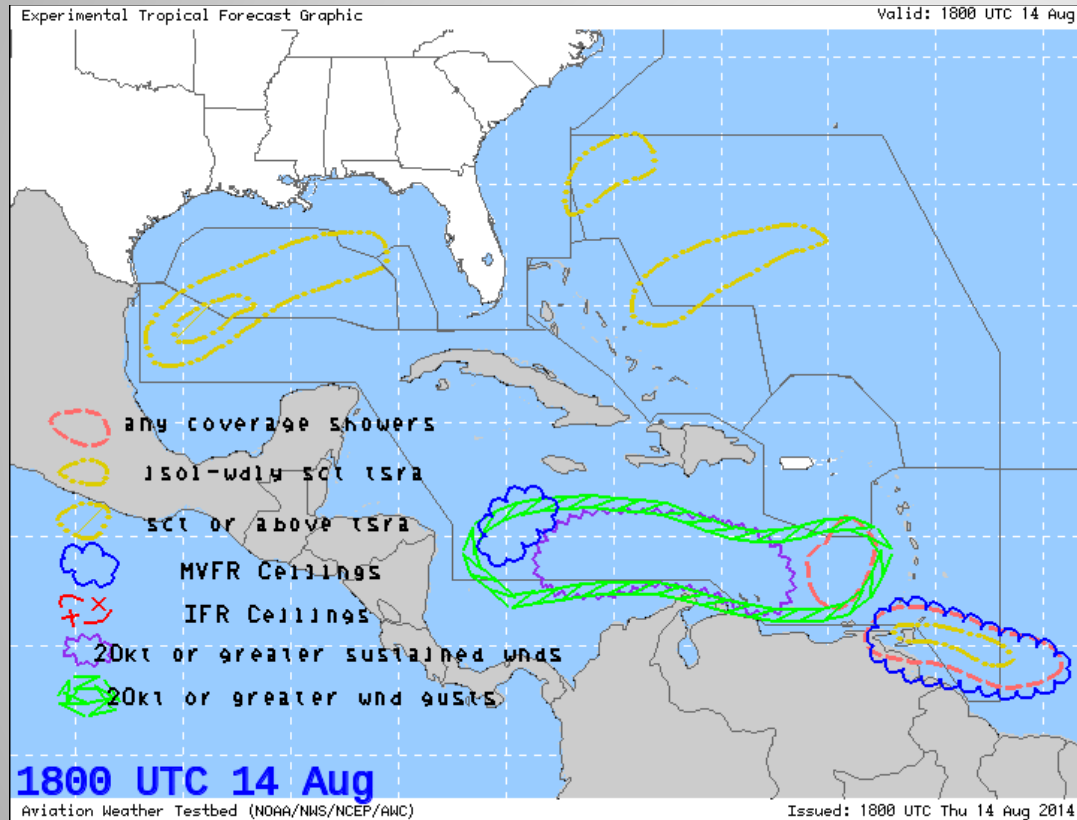 Experimental Tropical Forecast Graphic
Valid: 1800 UTC 14 Aug
any coverage showers
isol-wdly sct tsra
sct or above tsra
MVFR Ceilings
IFR Ceilings
20kt or greater sustained wnds
20kt or greater wnd gusts
1800 UTC 14 Aug
Aviation Weather Testbed (NOAA/NWS/NCEP/AWC)
Issued: 1800 UTC Thu 14 Aug 2014